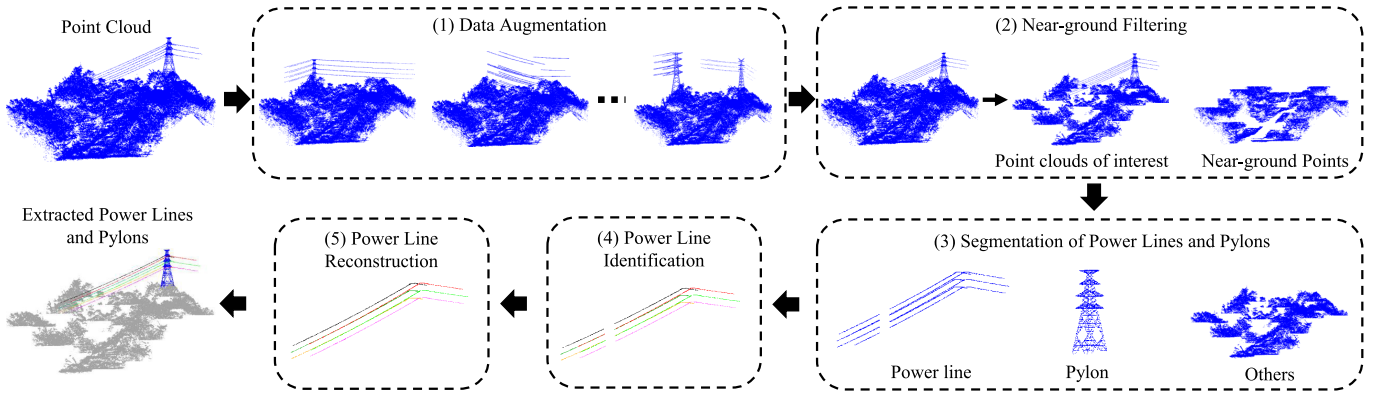 Point Cloud
(1) Data Augmentation
(2) Near-ground Filtering
Point clouds of interest
Near-ground Points
(3) Segmentation of Power Lines and Pylons
Power line
Pylon
Others
(4) Power Line
Identification
(5) Power Line
Reconstruction
Extracted Power Lines
and Pylons